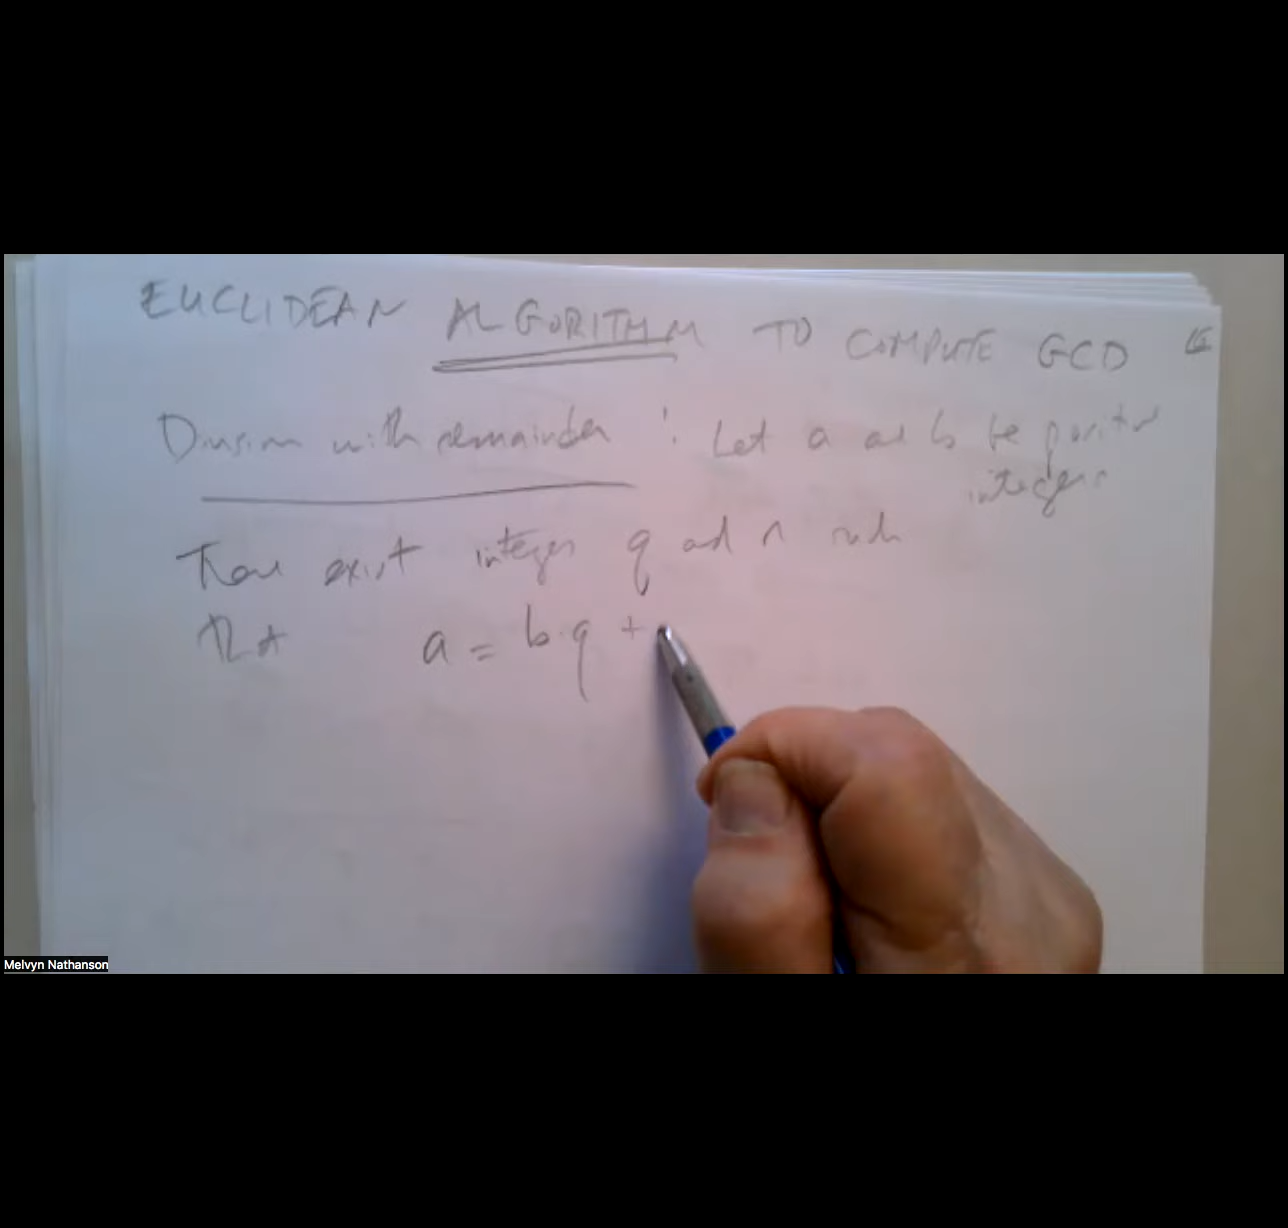 EUCLIDEAN ALGORITHM TO COMPUTE GCD
Division with remainder : Let a and b be positive
integers
There exist integers q and r such
that a = b·q +
Melvyn Nathanson